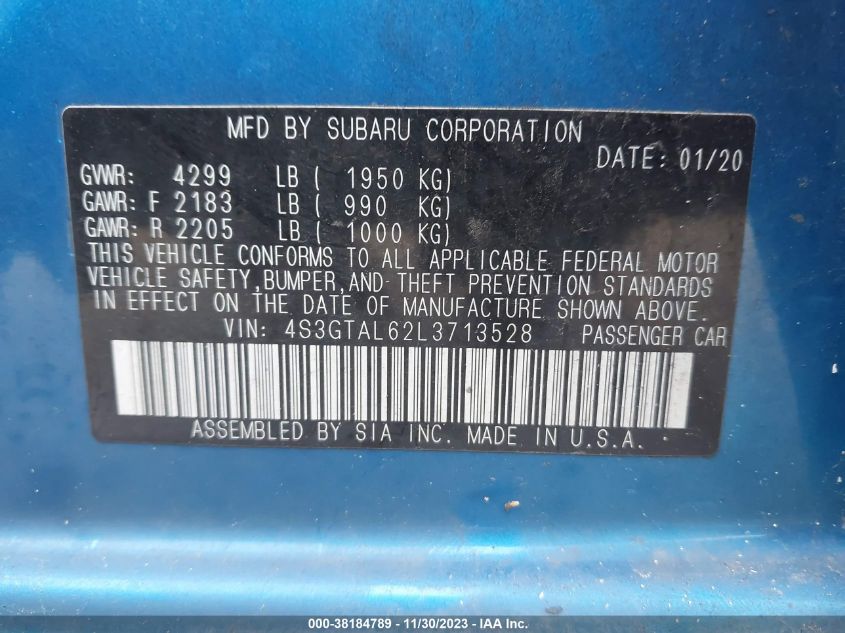 MFD BY SUBARU CORPORATION
DATE: 01/20
GVWR: 4299 LB ( 1950 KG)
GAWR: F 2183 LB ( 990 KG)
GAWR: R 2205 LB ( 1000 KG)
THIS VEHICLE CONFORMS TO ALL APPLICABLE FEDERAL MOTOR
VEHICLE SAFETY,BUMPER,AND THEFT PREVENTION STANDARDS
IN EFFECT ON THE DATE OF MANUFACTURE SHOWN ABOVE.
VIN: 4S3GTAL62L3713528 PASSENGER CAR
ASSEMBLED BY SIA INC. MADE IN U.S.A.
000-38184789 - 11/30/2023 - IAA Inc.